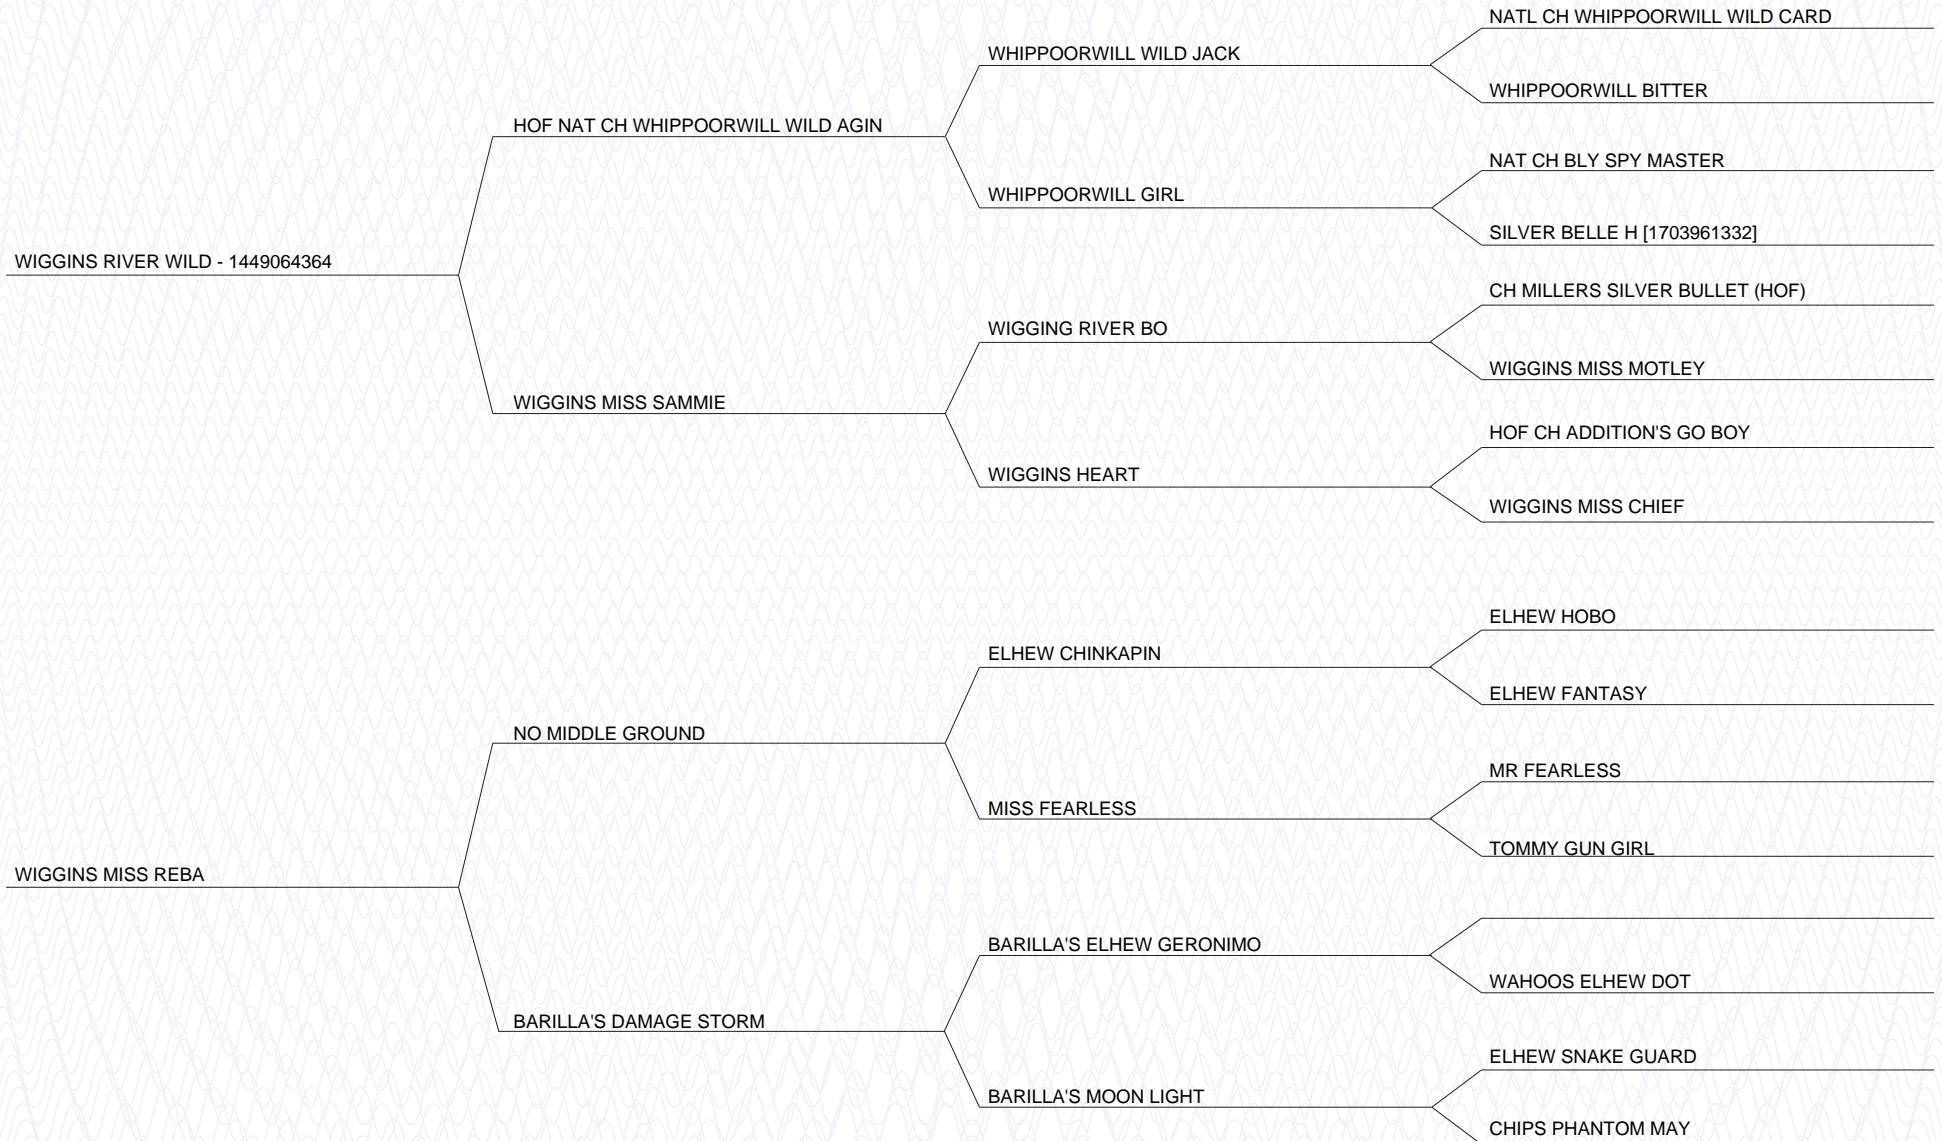 NATL CH WHIPPOORWILL WILD CARD
WHIPPOORWILL WILD JACK
WHIPPOORWILL BITTER
HOF NAT CH WHIPPOORWILL WILD AGIN
NAT CH BLY SPY MASTER
WHIPPOORWILL GIRL
SILVER BELLE H [1703961332]
WIGGINS RIVER WILD - 1449064364
CH MILLERS SILVER BULLET (HOF)
WIGGING RIVER BO
WIGGINS MISS MOTLEY
WIGGINS MISS SAMMIE
HOF CH ADDITION'S GO BOY
WIGGINS HEART
WIGGINS MISS CHIEF
ELHEW HOBO
ELHEW CHINKAPIN
ELHEW FANTASY
NO MIDDLE GROUND
MR FEARLESS
MISS FEARLESS
TOMMY GUN GIRL
WIGGINS MISS REBA
BARILLA'S ELHEW GERONIMO
WAHOOS ELHEW DOT
BARILLA'S DAMAGE STORM
ELHEW SNAKE GUARD
BARILLA'S MOON LIGHT
CHIPS PHANTOM MAY